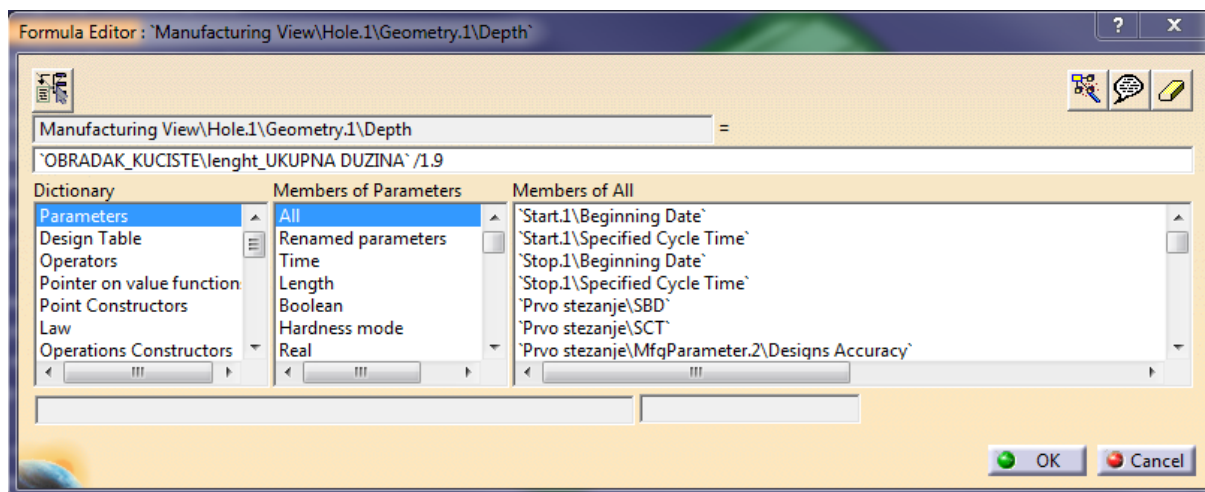 Formula Editor : `Manufacturing View\Hole.1\Geometry.1\Depth`
? X
Manufacturing View\Hole.1\Geometry.1\Depth =
`OBRADAK_KUCISTE\lenght_UKUPNA DUZINA` /1.9
Dictionary Members of Parameters Members of All
Parameters All `Start.1\Beginning Date`
Design Table Renamed parameters `Start.1\Specified Cycle Time`
Operators Time `Stop.1\Beginning Date`
Pointer on value function Length `Stop.1\Specified Cycle Time`
Point Constructors Boolean `Prvo stezanje\SBD`
Law Hardness mode `Prvo stezanje\SCT`
Operations Constructors Real `Prvo stezanje\MfgParameter.2\Designs Accuracy`
OK Cancel